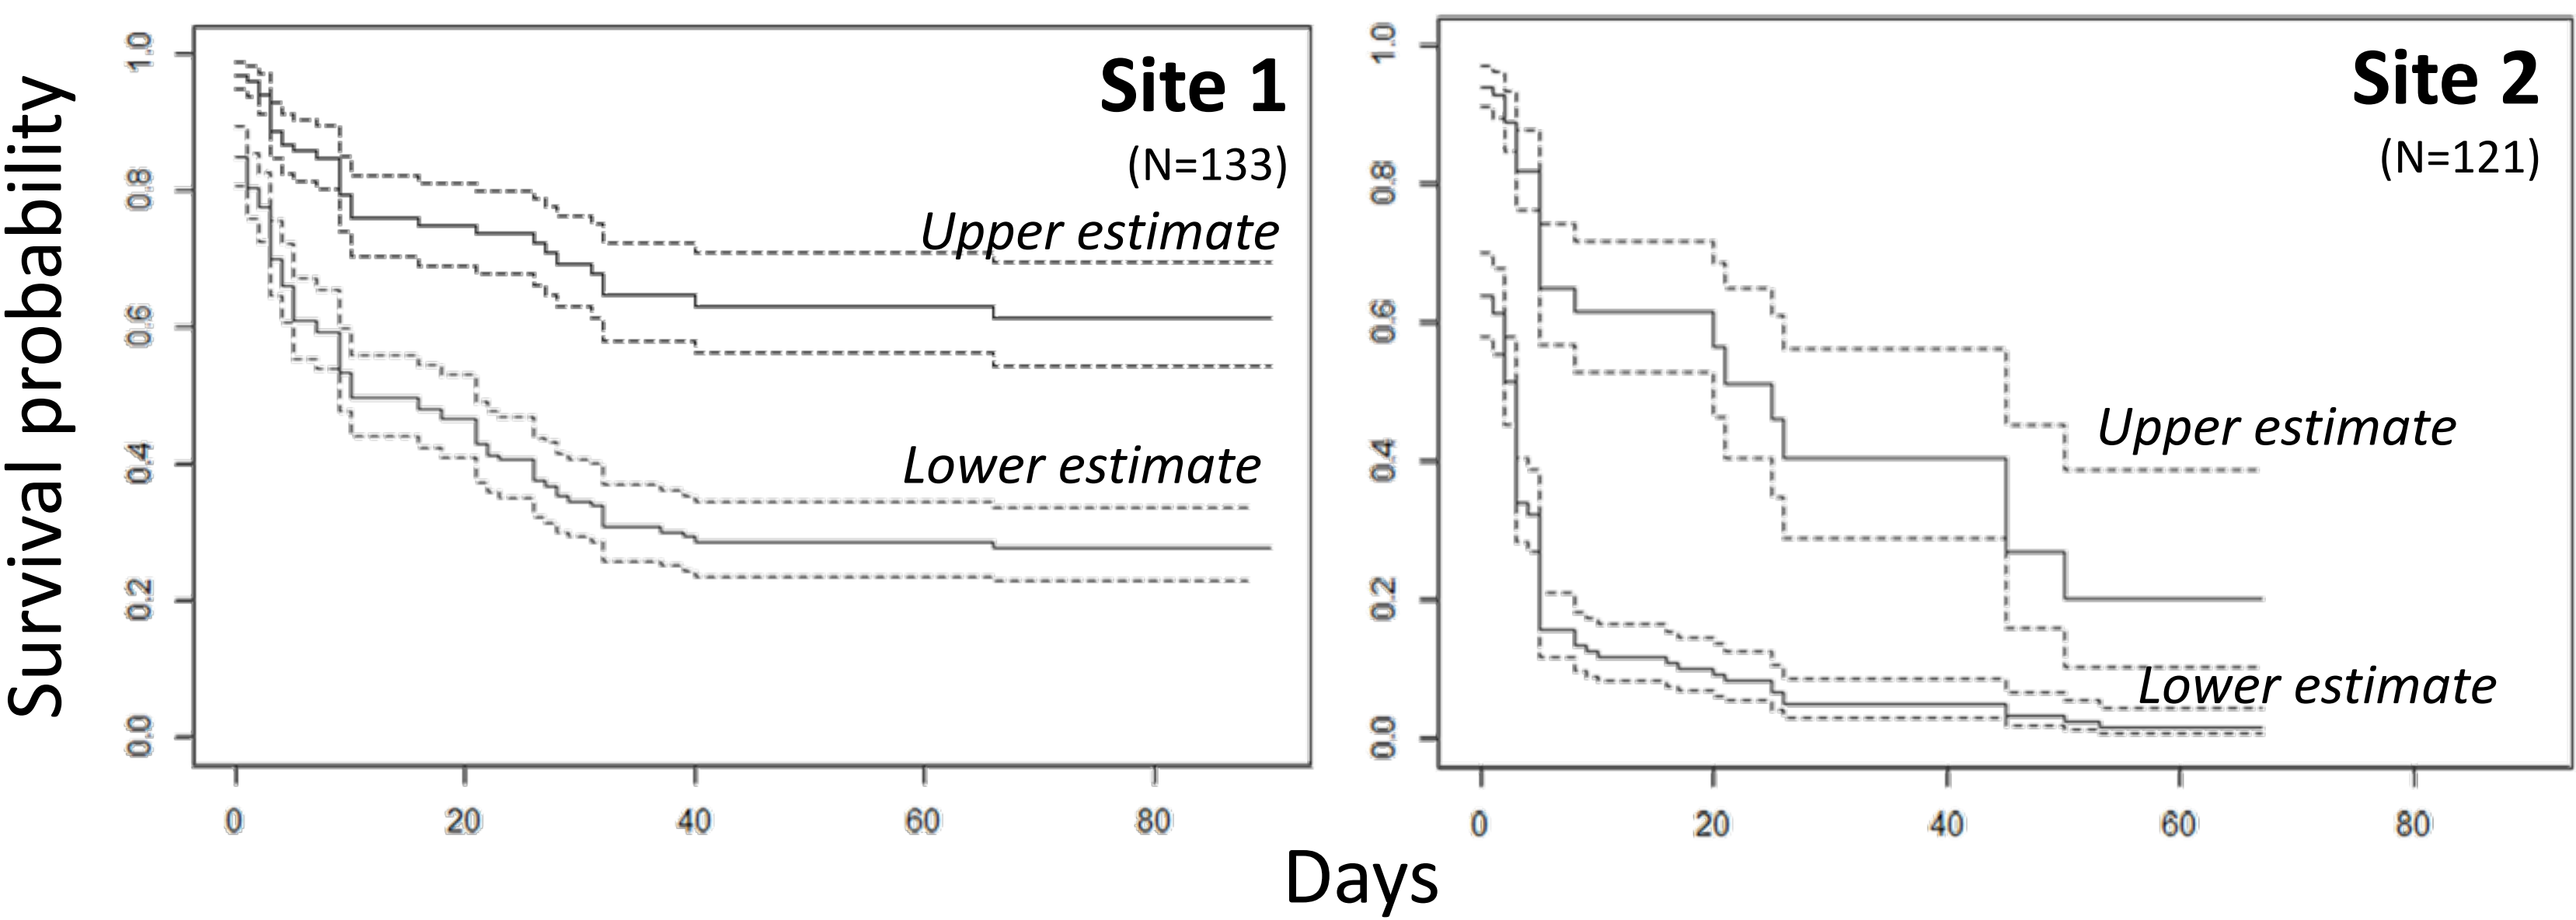 Survival probability
1.0
0.8
0.6
0.4
0.2
0.0
Site 1
(N=133)
Upper estimate
Lower estimate
0 20 40 60 80
1.0
0.8
0.6
0.4
0.2
0.0
Site 2
(N=121)
Upper estimate
Lower estimate
0 20 40 60 80
Days